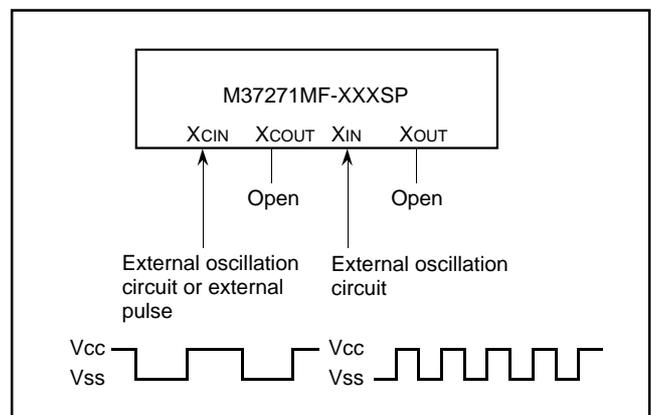 M37271MF-XXXSP
XCIN XCOUT XIN XOUT
Open Open
External oscillation
circuit or external
pulse
External oscillation
circuit
Vcc Vcc
Vss Vss